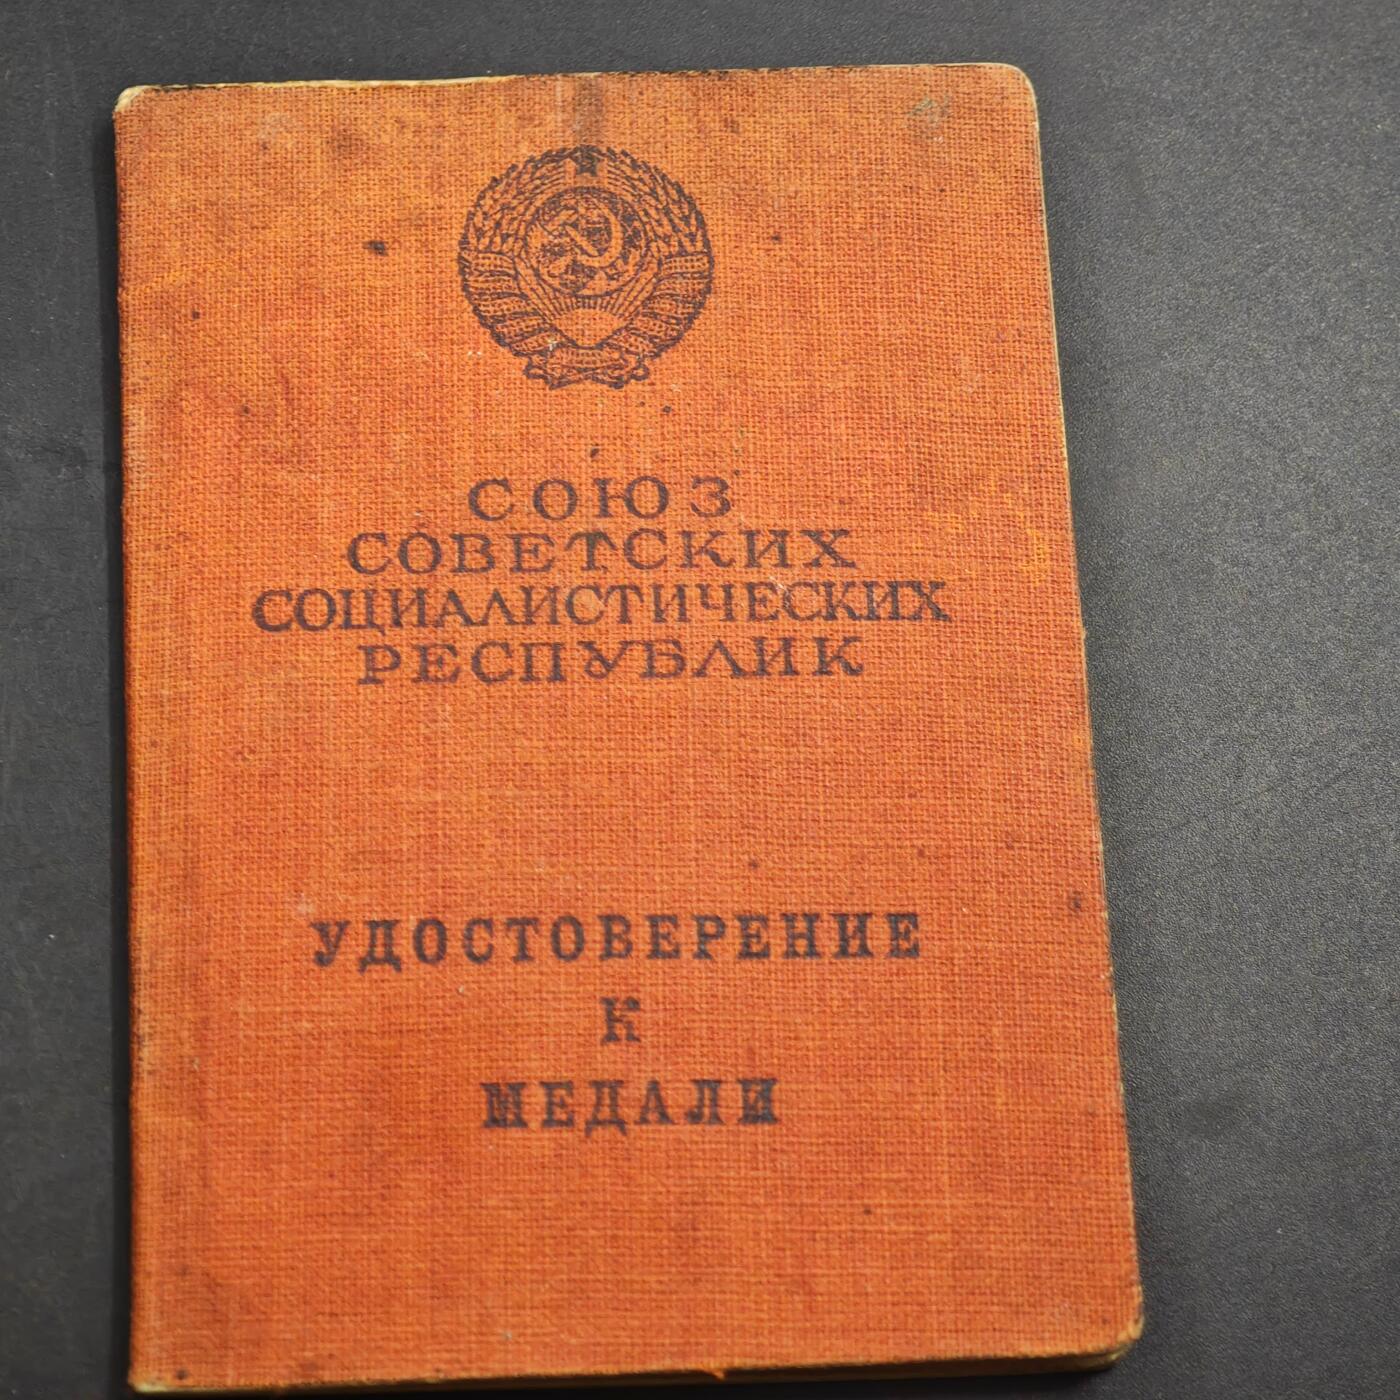 СОЮЗ
СОВЕТСКИХ
СОЦИАЛИСТИЧЕСКИХ
РЕСПУБЛИК
УДОСТОВЕРЕНИЕ
К
МЕДАЛИ